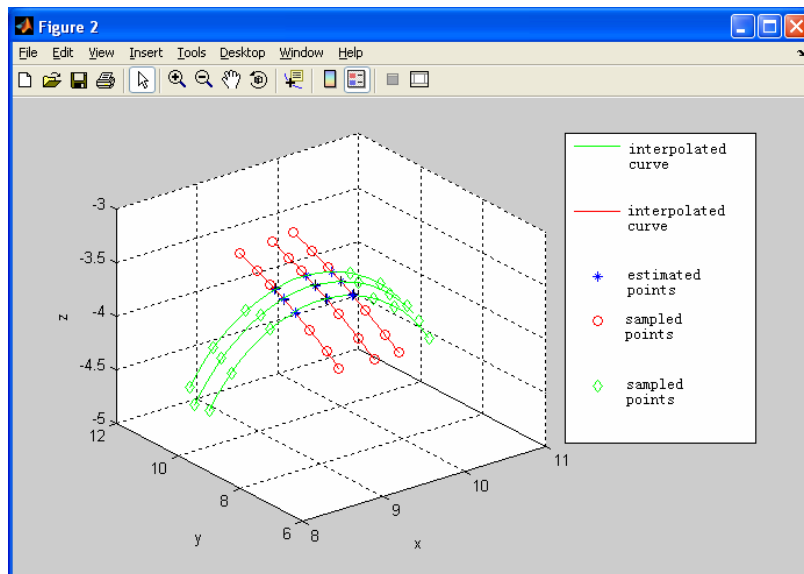 Figure 2
File Edit View Insert Tools Desktop Window Help
interpolated
curve
interpolated
curve
estimated
points
sampled
points
sampled
points
-3
-3.5
-4
-4.5
-5
z
12
10
8
6
y
8
9
10
11
x